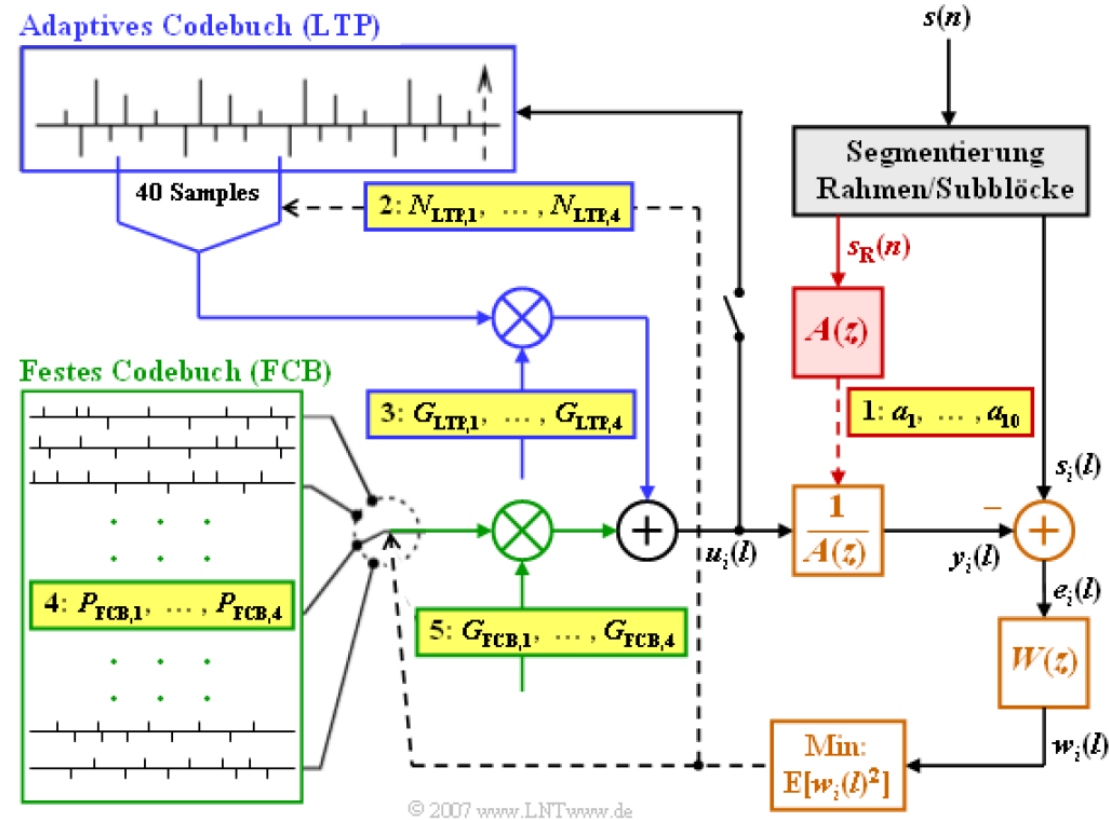 Adaptives Codebuch (LTP)
s(n)
Segmentierung
Rahmen/Subblöcke
40 Samples
2: N_LTP,1, … , N_LTP,4
s_R(n)
A(z)
Festes Codebuch (FCB)
3: G_LTP,1, … , G_LTP,4
1: a_1, … , a_10
s_i(l)
+
1
A(z)
–
+
u_i(l)
y_i(l)
e_i(l)
4: P_FCB,1, … , P_FCB,4
5: G_FCB,1, … , G_FCB,4
W(z)
w_i(l)
Min:
E[w_i(l)²]
© 2007 www.LNTwww.de